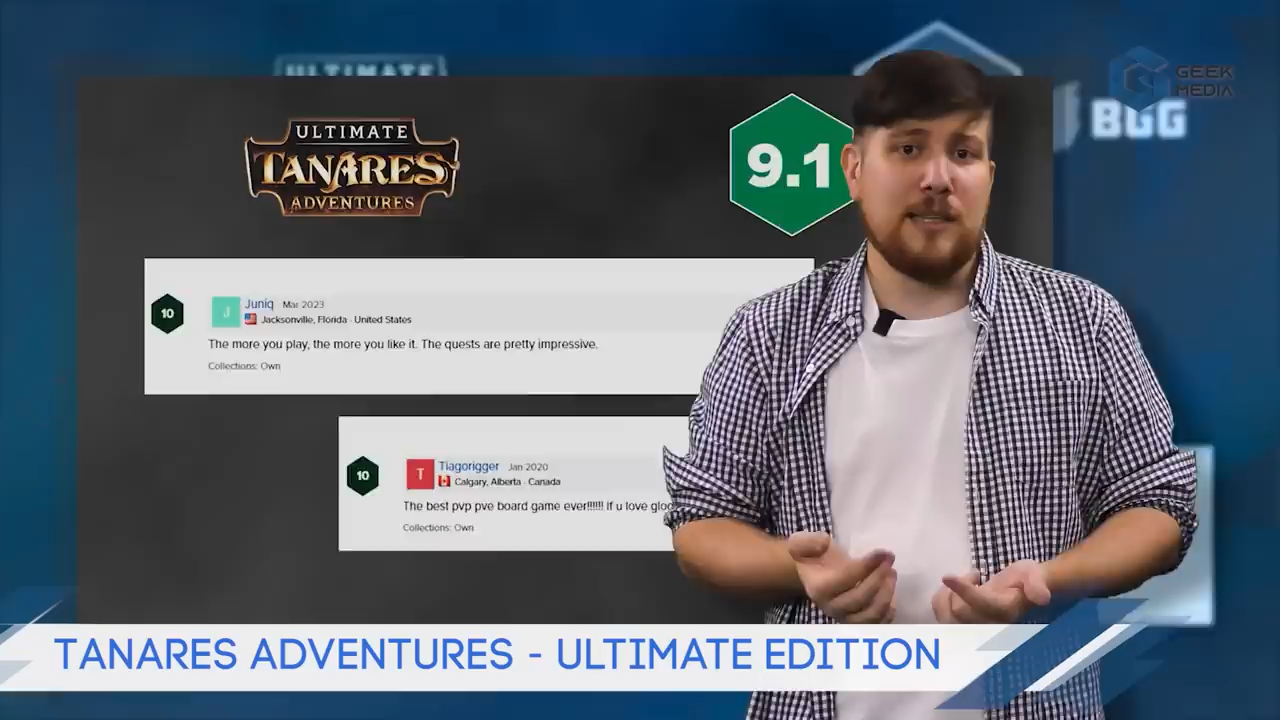 ULTIMATE
GEEK
MEDIA
BGG
ULTIMATE
TANARES
ADVENTURES
9.1
10
J
Juniq Mar 2023
Jacksonville, Florida · United States
The more you play, the more you like it. The quests are pretty impressive.
Collections: Own
10
T
Tiagorigger Jan 2020
Calgary, Alberta · Canada
The best pvp pve board game ever!!!!!! If u love gloo
Collections: Own
TANARES ADVENTURES - ULTIMATE EDITION